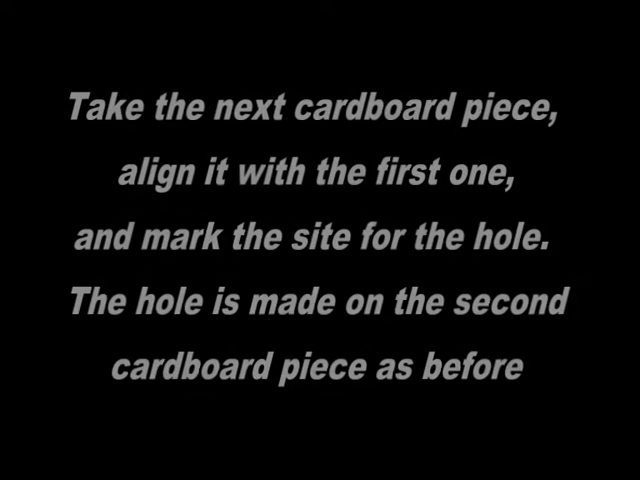 Take the next cardboard piece,
align it with the first one,
and mark the site for the hole.
The hole is made on the second
cardboard piece as before